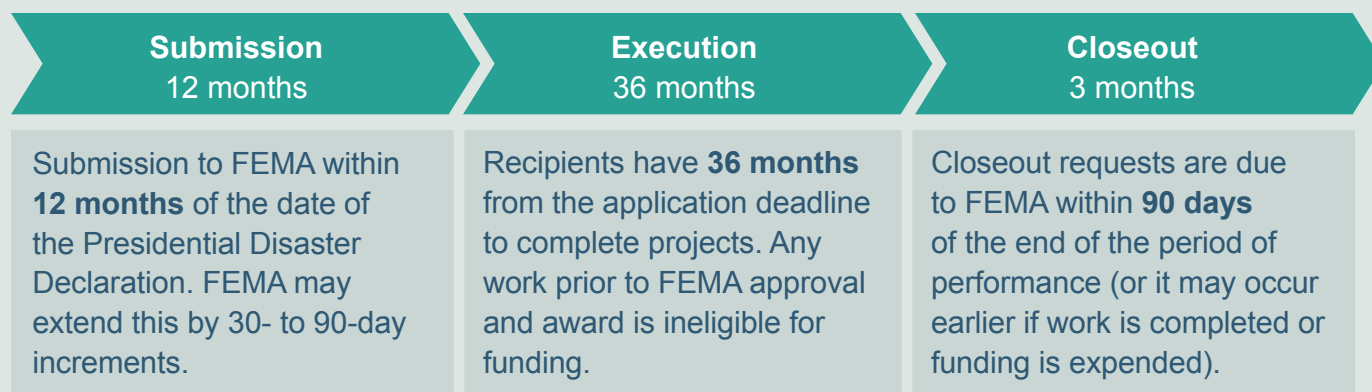 Submission
12 months
Execution
36 months
Closeout
3 months
Submission to FEMA within
12 months of the date of
the Presidential Disaster
Declaration. FEMA may
extend this by 30- to 90-day
increments.
Recipients have 36 months
from the application deadline
to complete projects. Any
work prior to FEMA approval
and award is ineligible for
funding.
Closeout requests are due
to FEMA within 90 days
of the end of the period of
performance (or it may occur
earlier if work is completed or
funding is expended).